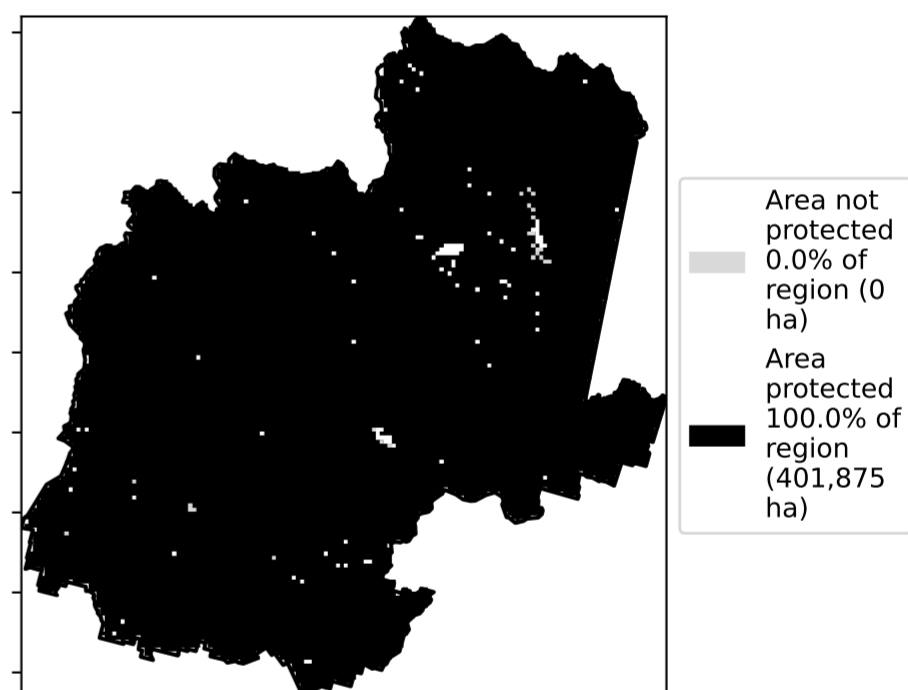 Area not
protected
0.0% of
region (0
ha)
Area
protected
100.0% of
region
(401,875
ha)